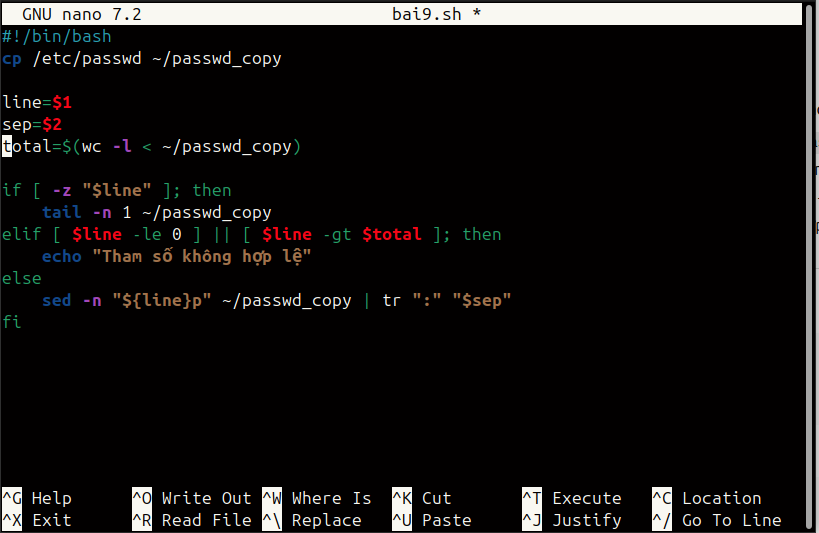 GNU nano 7.2 bai9.sh *
#!/bin/bash
cp /etc/passwd ~/passwd_copy
line=$1
sep=$2
total=$(wc -l < ~/passwd_copy)
if [ -z "$line" ]; then
    tail -n 1 ~/passwd_copy
elif [ $line -le 0 ] || [ $line -gt $total ]; then
    echo "Tham số không hợp lệ"
else
    sed -n "${line}p" ~/passwd_copy | tr ":" "$sep"
fi
^G Help ^O Write Out ^W Where Is ^K Cut ^T Execute ^C Location
^X Exit ^R Read File ^\ Replace ^U Paste ^J Justify ^/ Go To Line